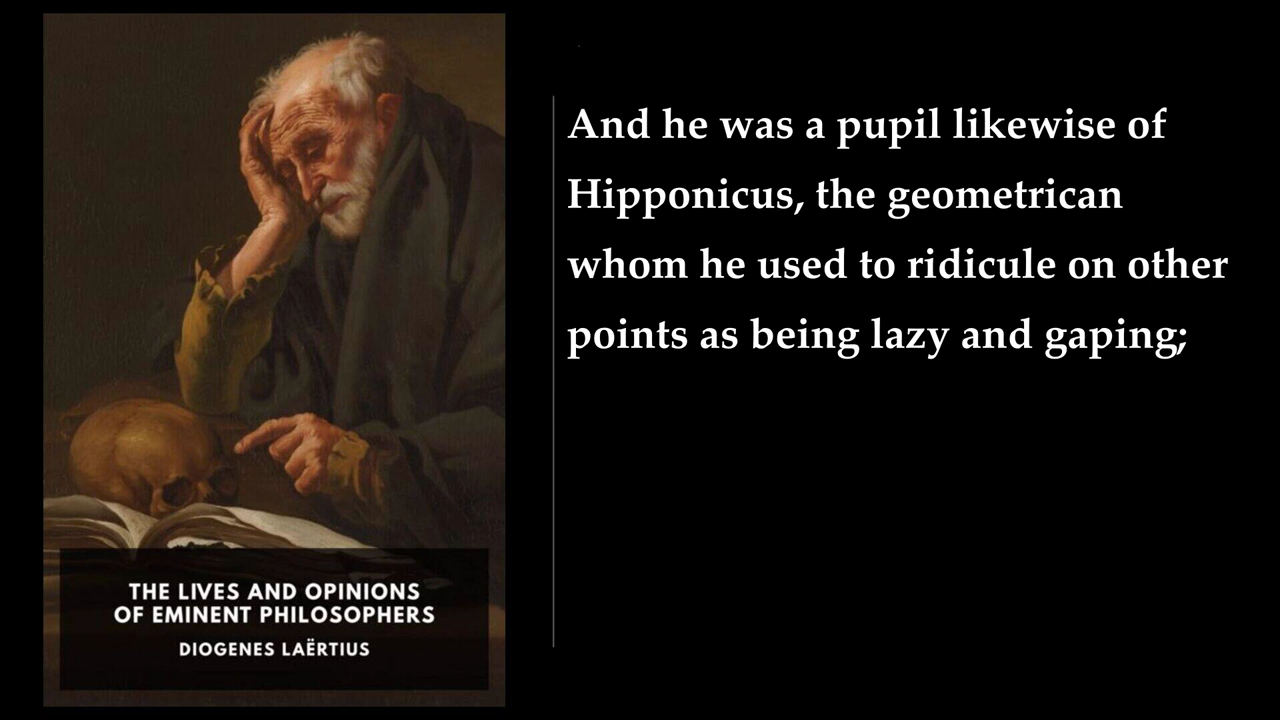 And he was a pupil likewise of
Hipponicus, the geometrican
whom he used to ridicule on other
points as being lazy and gaping;
THE LIVES AND OPINIONS
OF EMINENT PHILOSOPHERS
DIOGENES LAËRTIUS